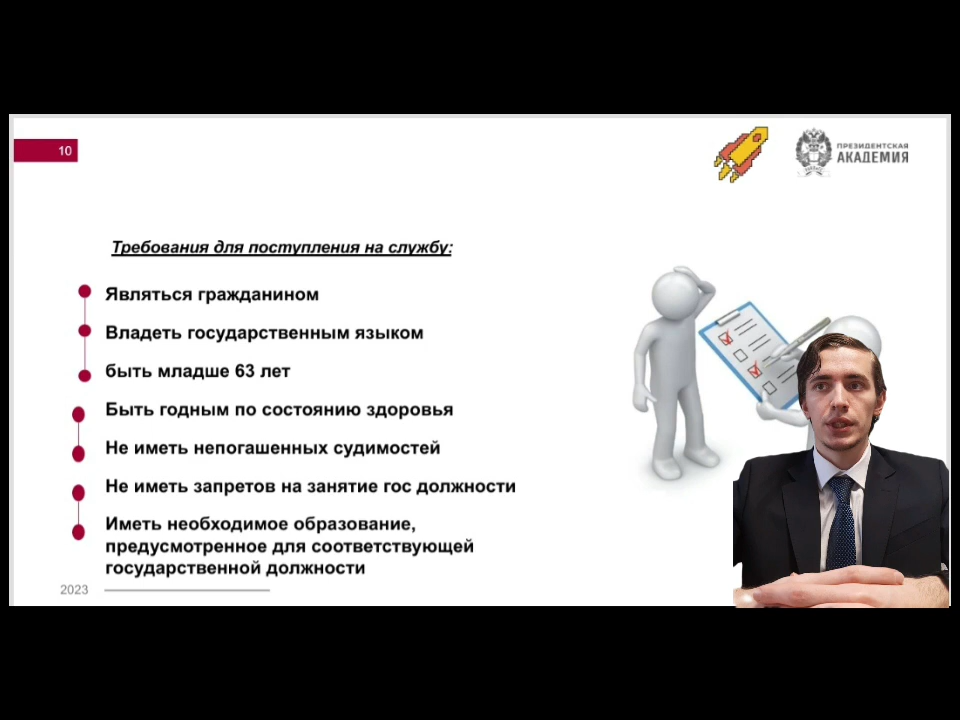 10
ПРЕЗИДЕНТСКАЯ
АКАДЕМИЯ
Требования для поступления на службу:
Являться гражданином
Владеть государственным языком
быть младше 63 лет
Быть годным по состоянию здоровья
Не иметь непогашенных судимостей
Не иметь запретов на занятие гос должности
Иметь необходимое образование,
предусмотренное для соответствующей
государственной должности
2023